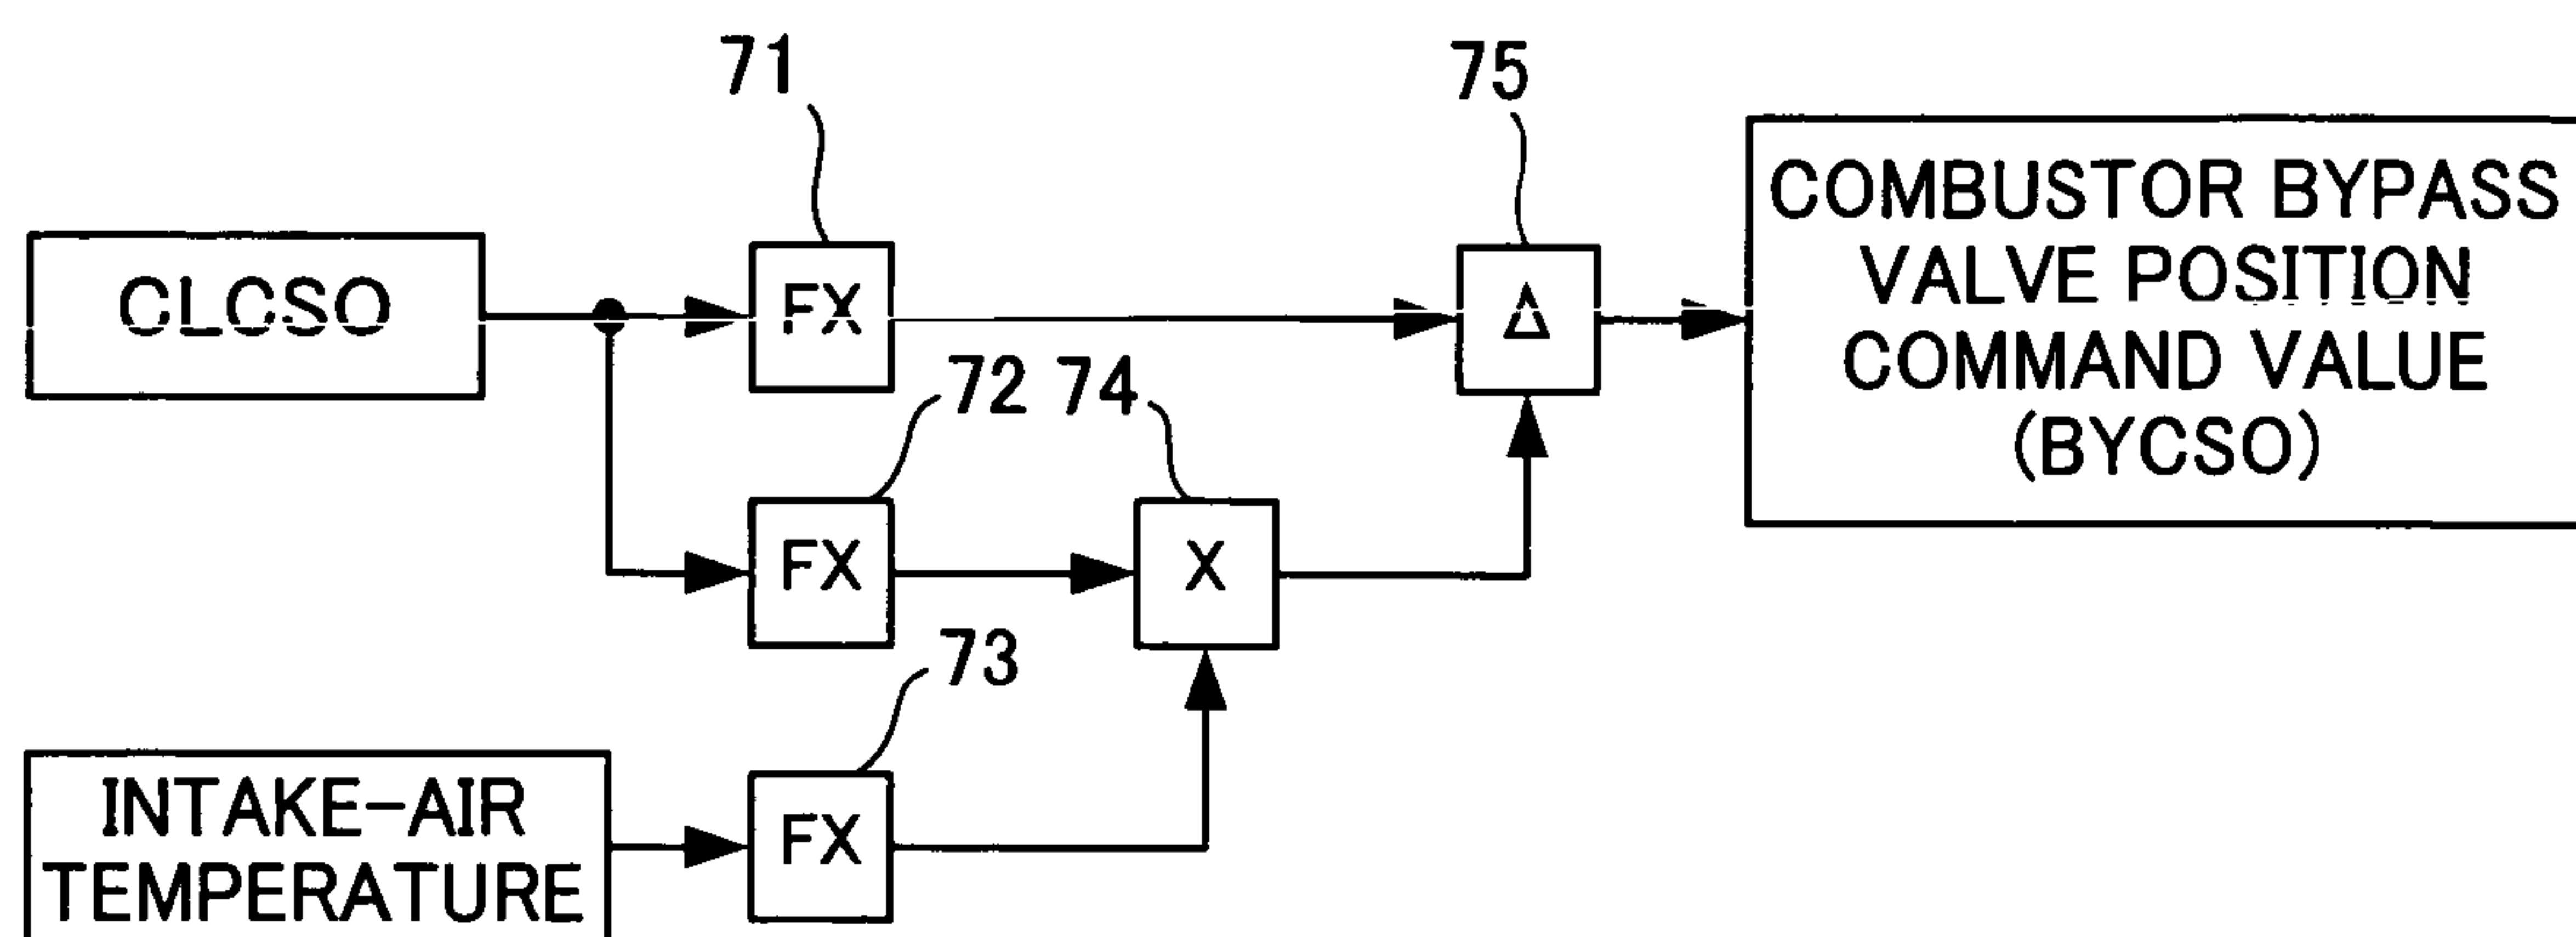 71
75
CLCSO
FX
Δ
COMBUSTOR BYPASS
VALVE POSITION
COMMAND VALUE
(BYCSO)
72
74
FX
X
73
INTAKE-AIR
TEMPERATURE
FX